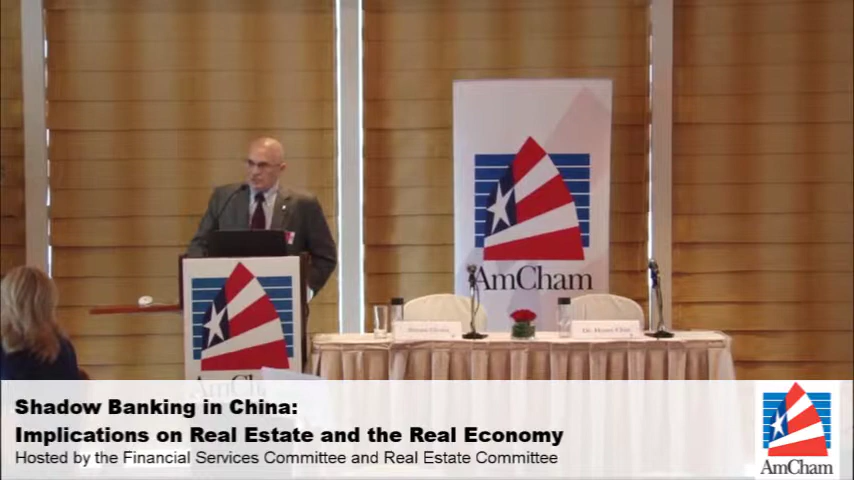 AmCham
AmCham
Shadow Banking in China:
Implications on Real Estate and the Real Economy
Hosted by the Financial Services Committee and Real Estate Committee
AmCham